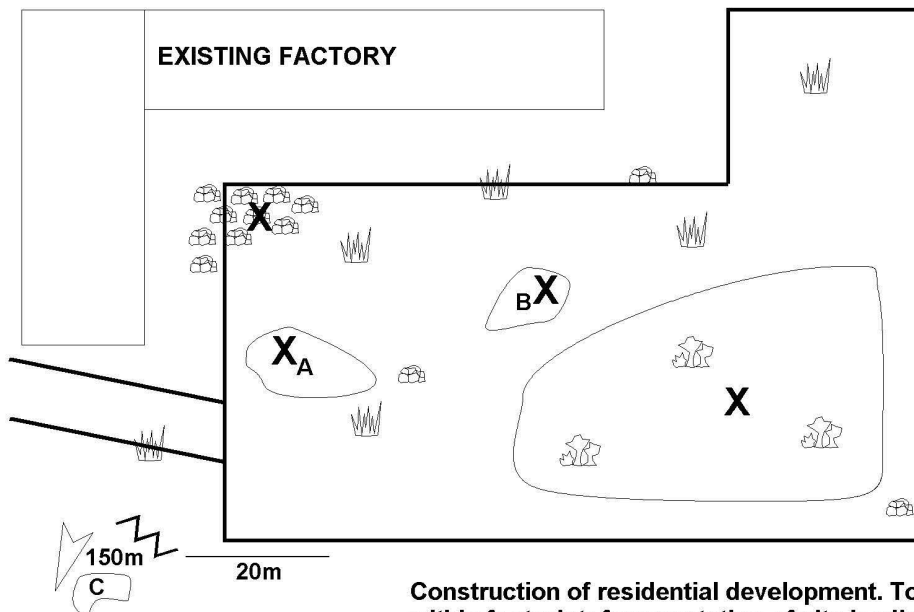 EXISTING FACTORY
X
B X
X A
X
150m
C
20m
Construction of residential development. To